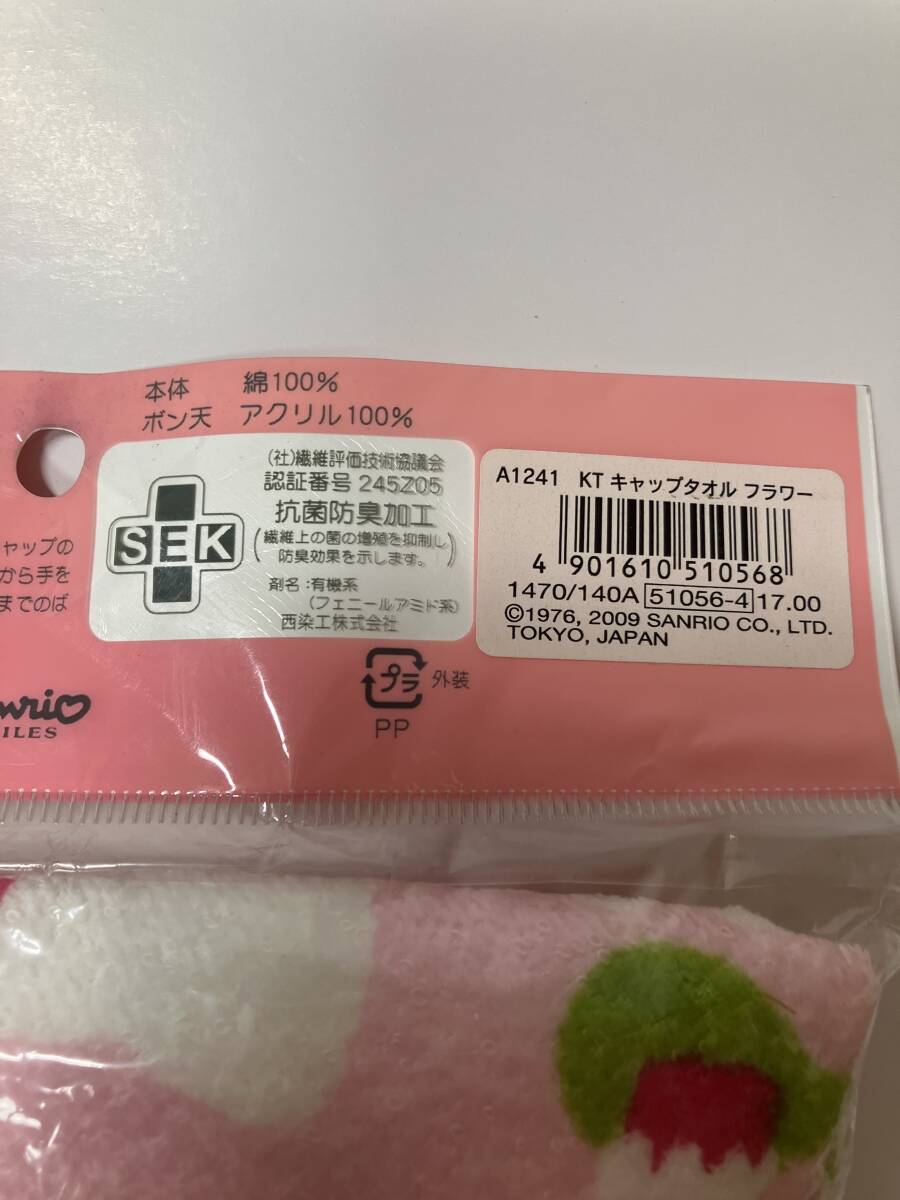 本体 綿100%
ボン天 アクリル100%
(社)繊維評価技術協議会
認証番号 245Z05
抗菌防臭加工
(繊維上の菌の増殖を抑制し
防臭効果を示します。)
SEK
剤名:有機系
(フェニールアミド系)
西染工株式会社
A1241 KT キャップタオル フラワー
4 901610 510568
1470/140A 51056-4 17.00
©1976, 2009 SANRIO CO., LTD.
TOKYO, JAPAN
ャップの
から手を
までのば
プラ 外装
PP